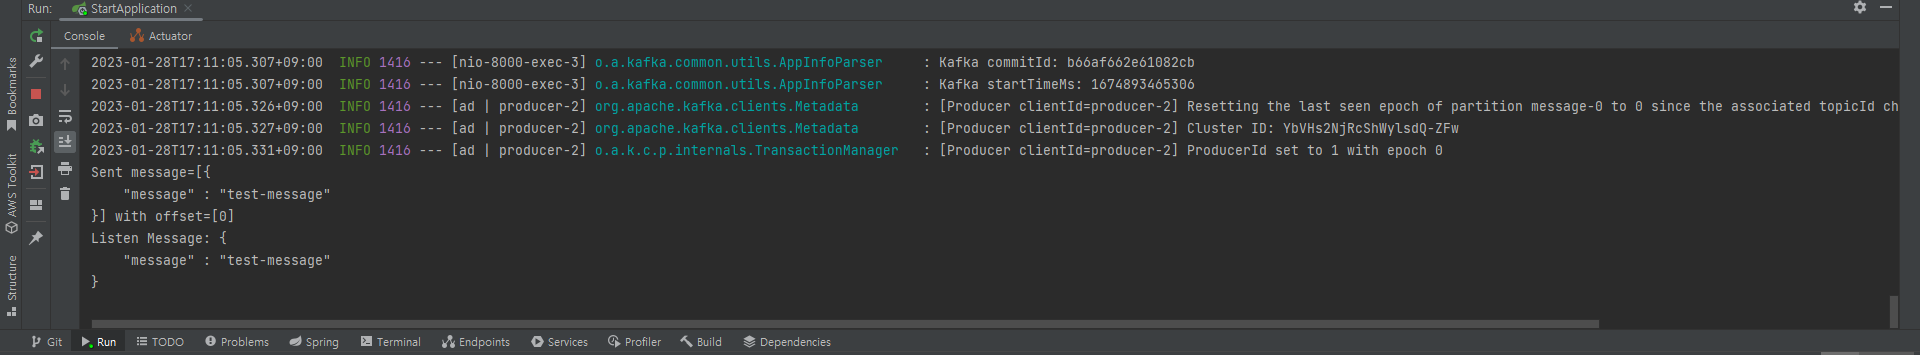 Run: StartApplication
Console Actuator
Bookmarks
AWS Toolkit
Structure
2023-01-28T17:11:05.307+09:00  INFO 1416 --- [nio-8000-exec-3] o.a.kafka.common.utils.AppInfoParser     : Kafka commitId: b66af662e61082cb
2023-01-28T17:11:05.307+09:00  INFO 1416 --- [nio-8000-exec-3] o.a.kafka.common.utils.AppInfoParser     : Kafka startTimeMs: 1674893465306
2023-01-28T17:11:05.326+09:00  INFO 1416 --- [ad | producer-2] org.apache.kafka.clients.Metadata        : [Producer clientId=producer-2] Resetting the last seen epoch of partition message-0 to 0 since the associated topicId ch
2023-01-28T17:11:05.327+09:00  INFO 1416 --- [ad | producer-2] org.apache.kafka.clients.Metadata        : [Producer clientId=producer-2] Cluster ID: YbVHs2NjRcShWylsdQ-ZFw
2023-01-28T17:11:05.331+09:00  INFO 1416 --- [ad | producer-2] o.a.k.c.p.internals.TransactionManager   : [Producer clientId=producer-2] ProducerId set to 1 with epoch 0
Sent message=[{
    "message" : "test-message"
}] with offset=[0]
Listen Message: {
    "message" : "test-message"
}
Git Run TODO Problems Spring Terminal Endpoints Services Profiler Build Dependencies